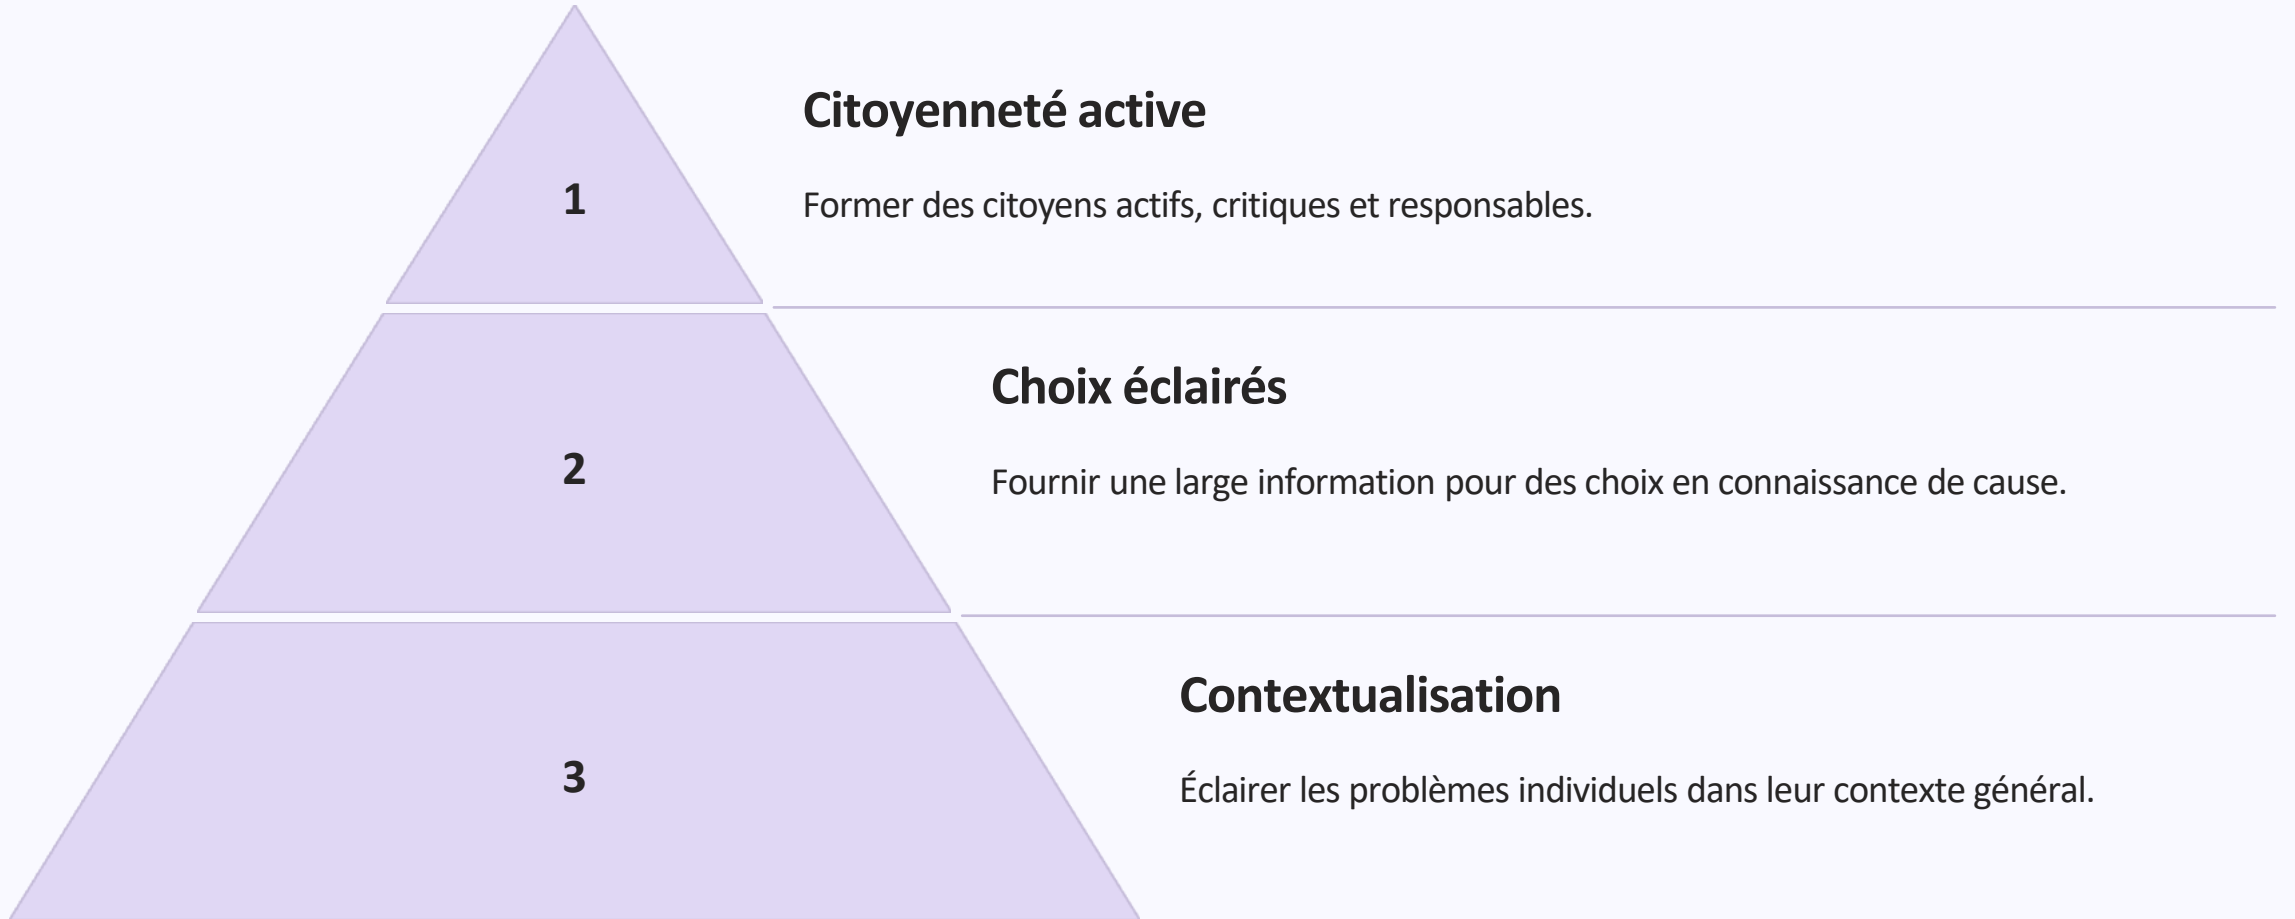 1
Citoyenneté active
Former des citoyens actifs, critiques et responsables.
2
Choix éclairés
Fournir une large information pour des choix en connaissance de cause.
3
Contextualisation
Éclairer les problèmes individuels dans leur contexte général.